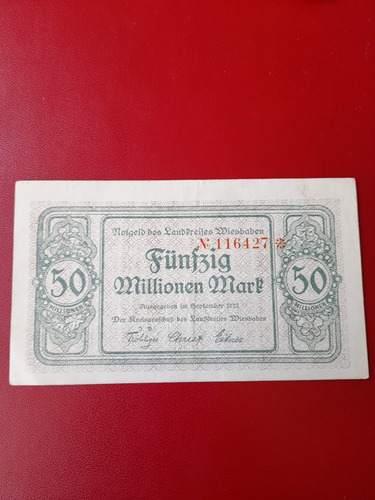 Notgeld des Landkreises Wiesbaden
No 116427 *
Fünfzig
Millionen Mark
50
MILLIONEN
50
MILLIONEN
Ausgegeben im September 1923
Der Kreisausschuß des Landkreises Wiesbaden